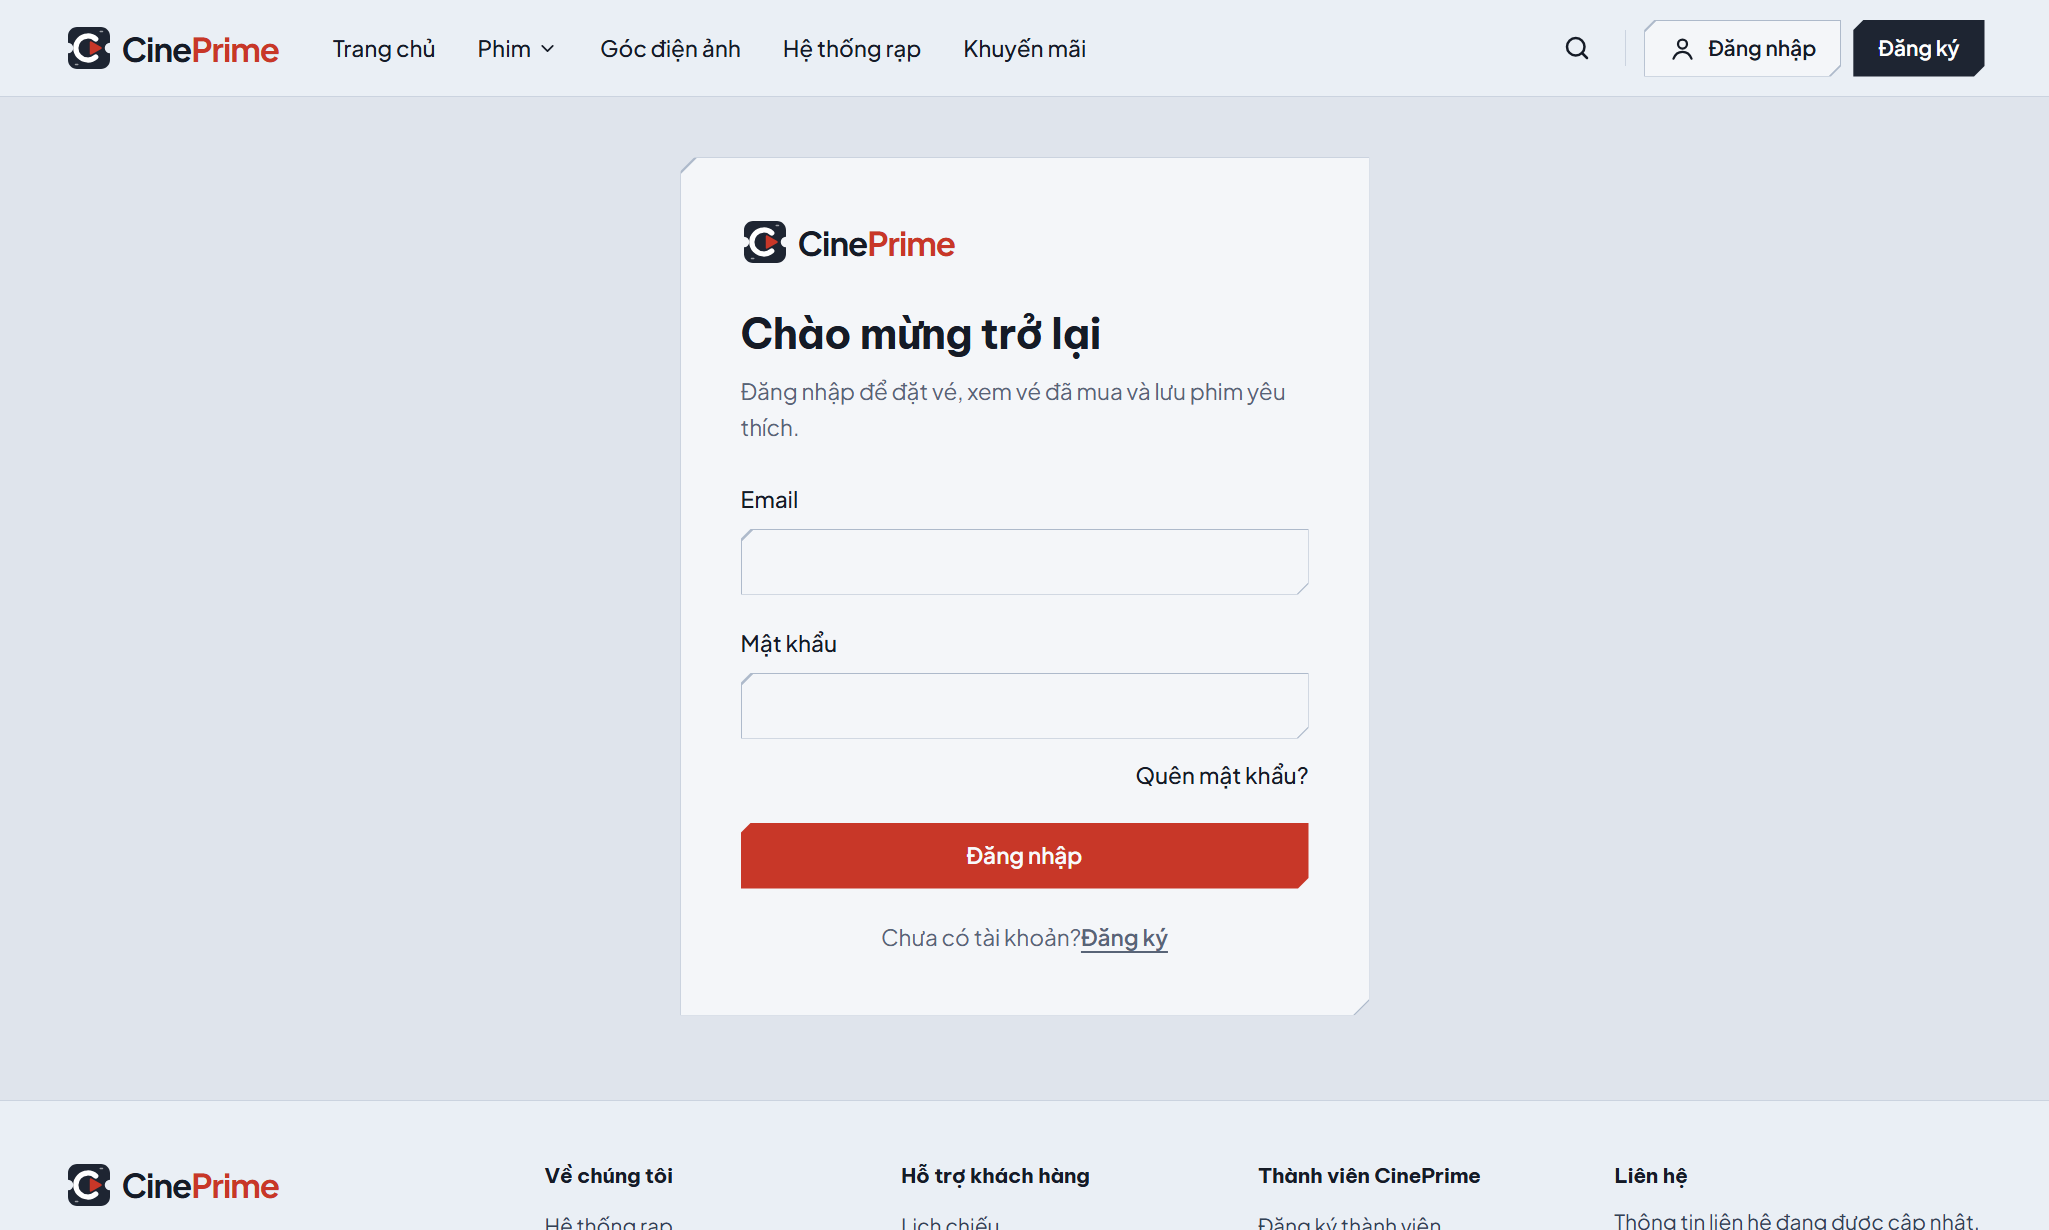 CinePrime
Trang chủ
Phim
Góc điện ảnh
Hệ thống rạp
Khuyến mãi
Đăng nhập
Đăng ký
CinePrime
Chào mừng trở lại
Đăng nhập để đặt vé, xem vé đã mua và lưu phim yêu
thích.
Email
Mật khẩu
Quên mật khẩu?
Đăng nhập
Chưa có tài khoản?Đăng ký
CinePrime
Về chúng tôi
Hỗ trợ khách hàng
Thành viên CinePrime
Liên hệ
Hệ thống rạp
Lịch chiếu
Đăng ký thành viên
Thông tin liên hệ đang được cập nhật.